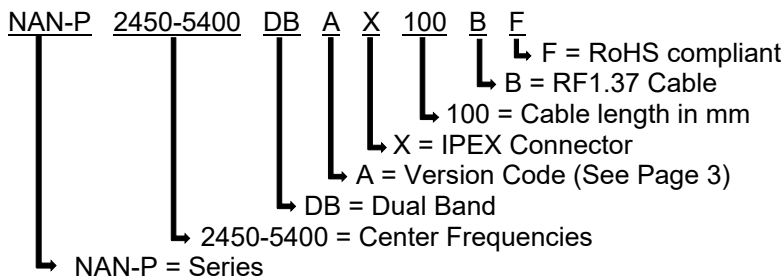 NAN-P 2450-5400 DB A X 100 B F
F = RoHS compliant
B = RF1.37 Cable
100 = Cable length in mm
X = IPEX Connector
A = Version Code (See Page 3)
DB = Dual Band
2450-5400 = Center Frequencies
NAN-P = Series